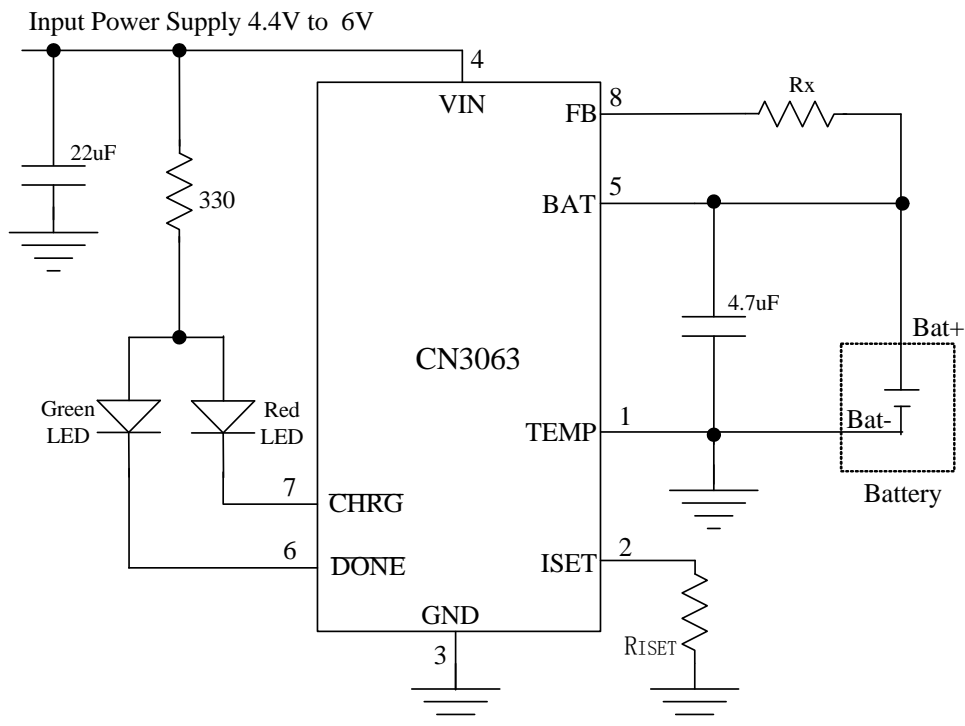 Input Power Supply 4.4V to 6V
4
VIN
8
FB
Rx
22uF
330
5
BAT
4.7uF
CN3063
Bat+
Green
LED
Red
LED
1
TEMP
Bat-
Battery
7
CHRG
6
DONE
2
ISET
GND
3
RISET